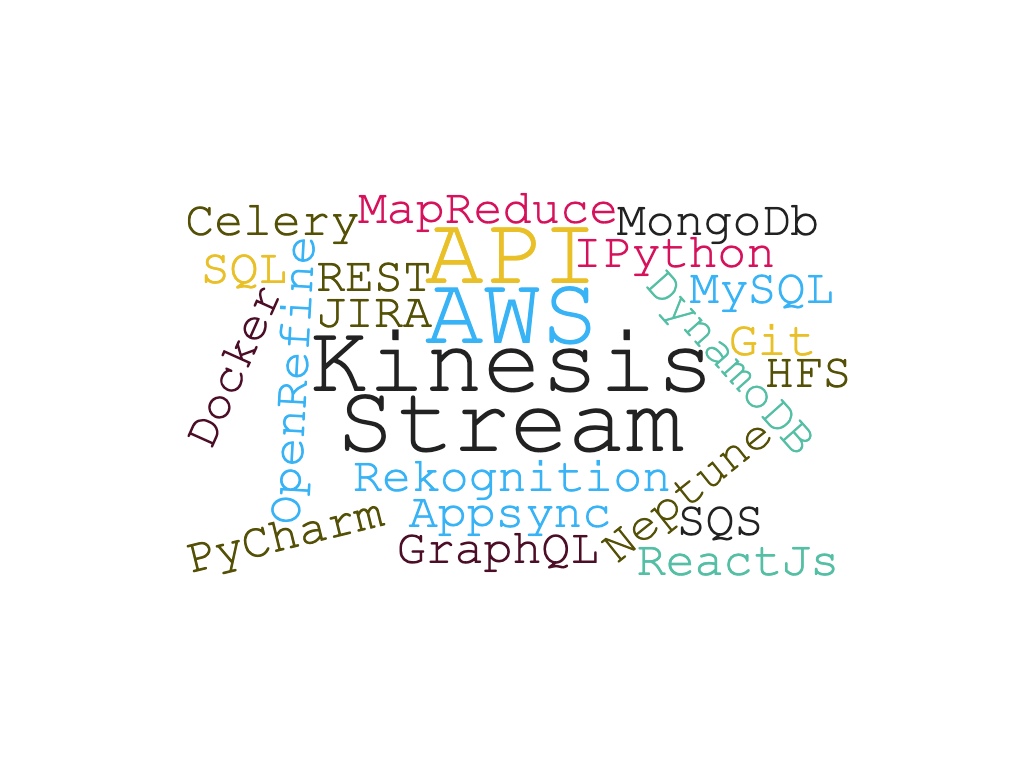 MapReduce
Celery
MongoDb
API
IPython
SQL
REST
OpenRefine
MySQL
JIRA
AWS
DynamoDB
Git
Docker
Kinesis
HFS
Stream
Rekognition
Neptune
Appsync
SQS
PyCharm
GraphQL
ReactJs